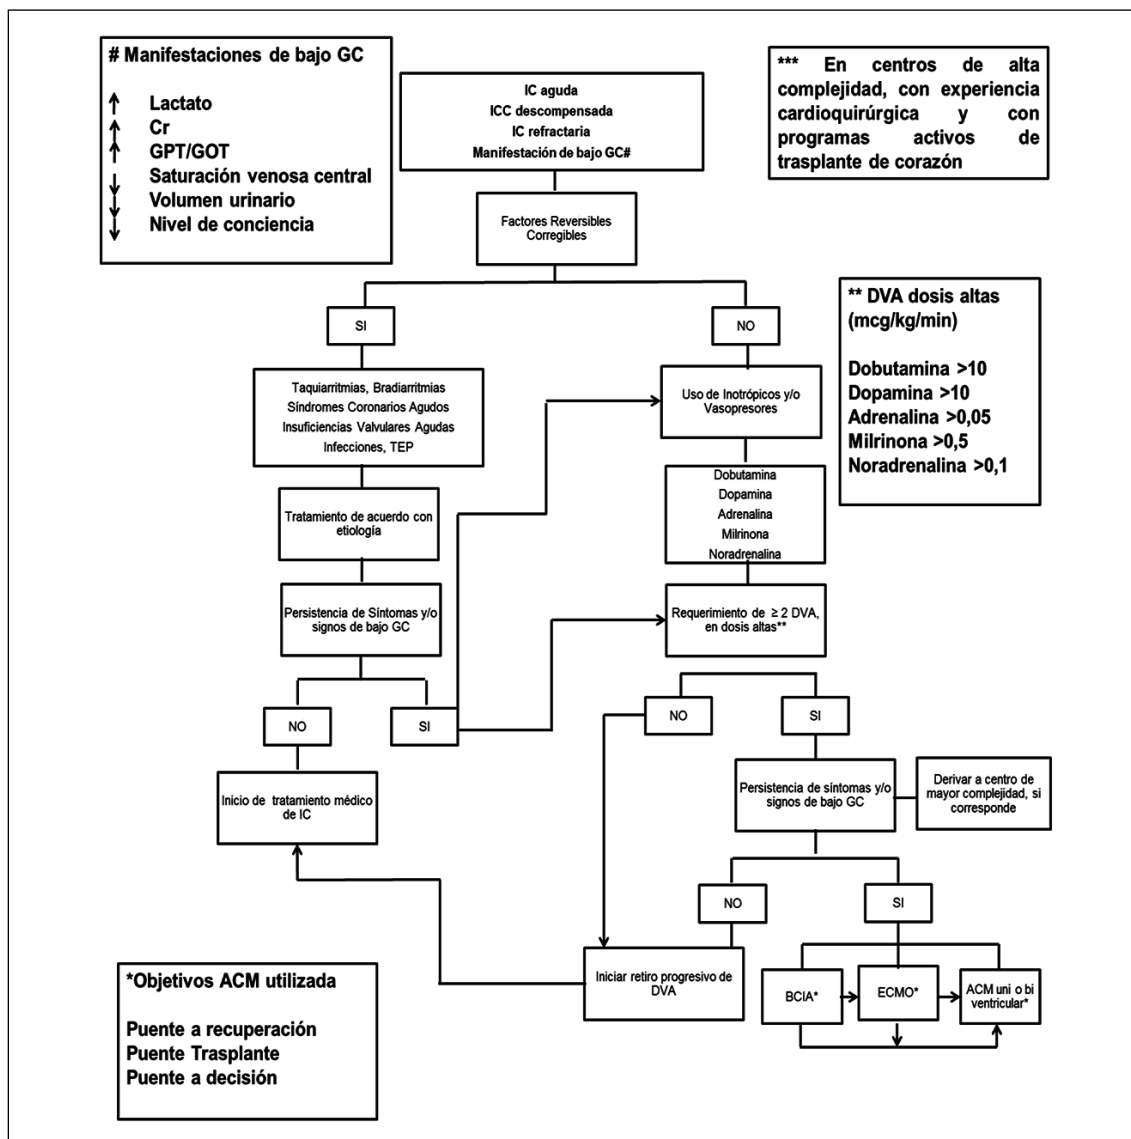 # Manifestaciones de bajo GC
↑ Lactato
↑ Cr
↑ GPT/GOT
↓ Saturación venosa central
↓ Volumen urinario
↓ Nivel de conciencia
IC aguda
ICC descompensada
IC refractaria
Manifestación de bajo GC#
*** En centros de alta
complejidad, con experiencia
cardioquirúrgica y con
programas activos de
trasplante de corazón
Factores Reversibles
Corregibles
SI
NO
** DVA dosis altas
(mcg/kg/min)
Dobutamina >10
Dopamina >10
Adrenalina >0,05
Milrinona >0,5
Noradrenalina >0,1
Taquiarritmias, Bradiarritmias
Síndromes Coronarios Agudos
Insuficiencias Valvulares Agudas
Infecciones, TEP
Uso de Inotrópicos y/o
Vasopresores
Tratamiento de acuerdo con
etiología
Dobutamina
Dopamina
Adrenalina
Milrinona
Noradrenalina
Persistencia de Síntomas y/o
signos de bajo GC
Requerimiento de ≥ 2 DVA,
en dosis altas**
NO
SI
NO
SI
Inicio de tratamiento médico
de IC
Persistencia de síntomas y/o
signos de bajo GC
Derivar a centro de
mayor complejidad, si
corresponde
NO
SI
Iniciar retiro progresivo de
DVA
BCIA*
ECMO*
ACM uni o bi
ventricular*
*Objetivos ACM utilizada
Puente a recuperación
Puente Trasplante
Puente a decisión